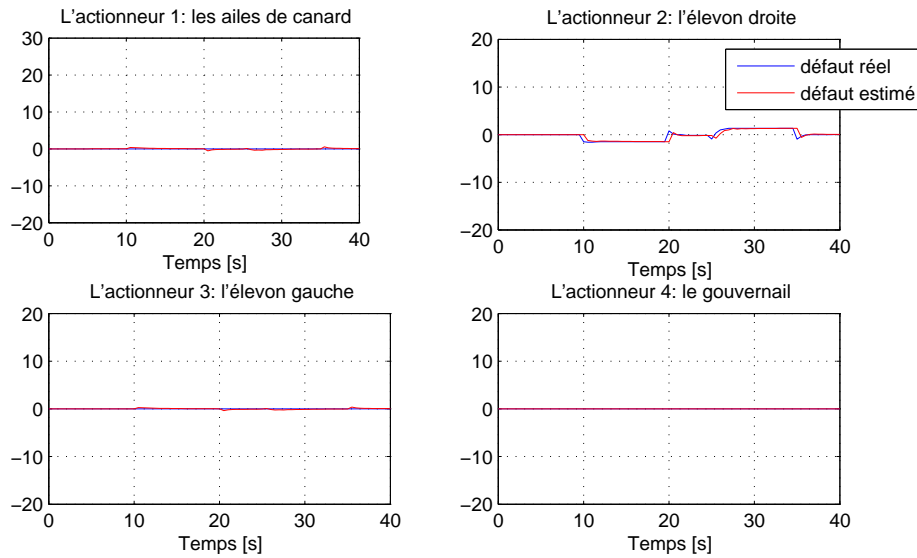 L'actionneur 1: les ailes de canard
30
20
10
0
−10
−20
0 10 20 30 40
Temps [s]
L'actionneur 2: l'élevon droite
20
10
0
−10
−20
0 10 20 30 40
Temps [s]
défaut réel
défaut estimé
L'actionneur 3: l'élevon gauche
20
10
0
−10
−20
0 10 20 30 40
Temps [s]
L'actionneur 4: le gouvernail
20
10
0
−10
−20
0 10 20 30 40
Temps [s]